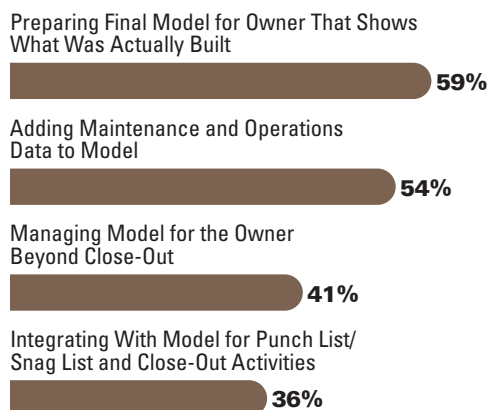 Preparing Final Model for Owner That Shows
What Was Actually Built
59%
Adding Maintenance and Operations
Data to Model
54%
Managing Model for the Owner
Beyond Close-Out
41%
Integrating With Model for Punch List/
Snag List and Close-Out Activities
36%